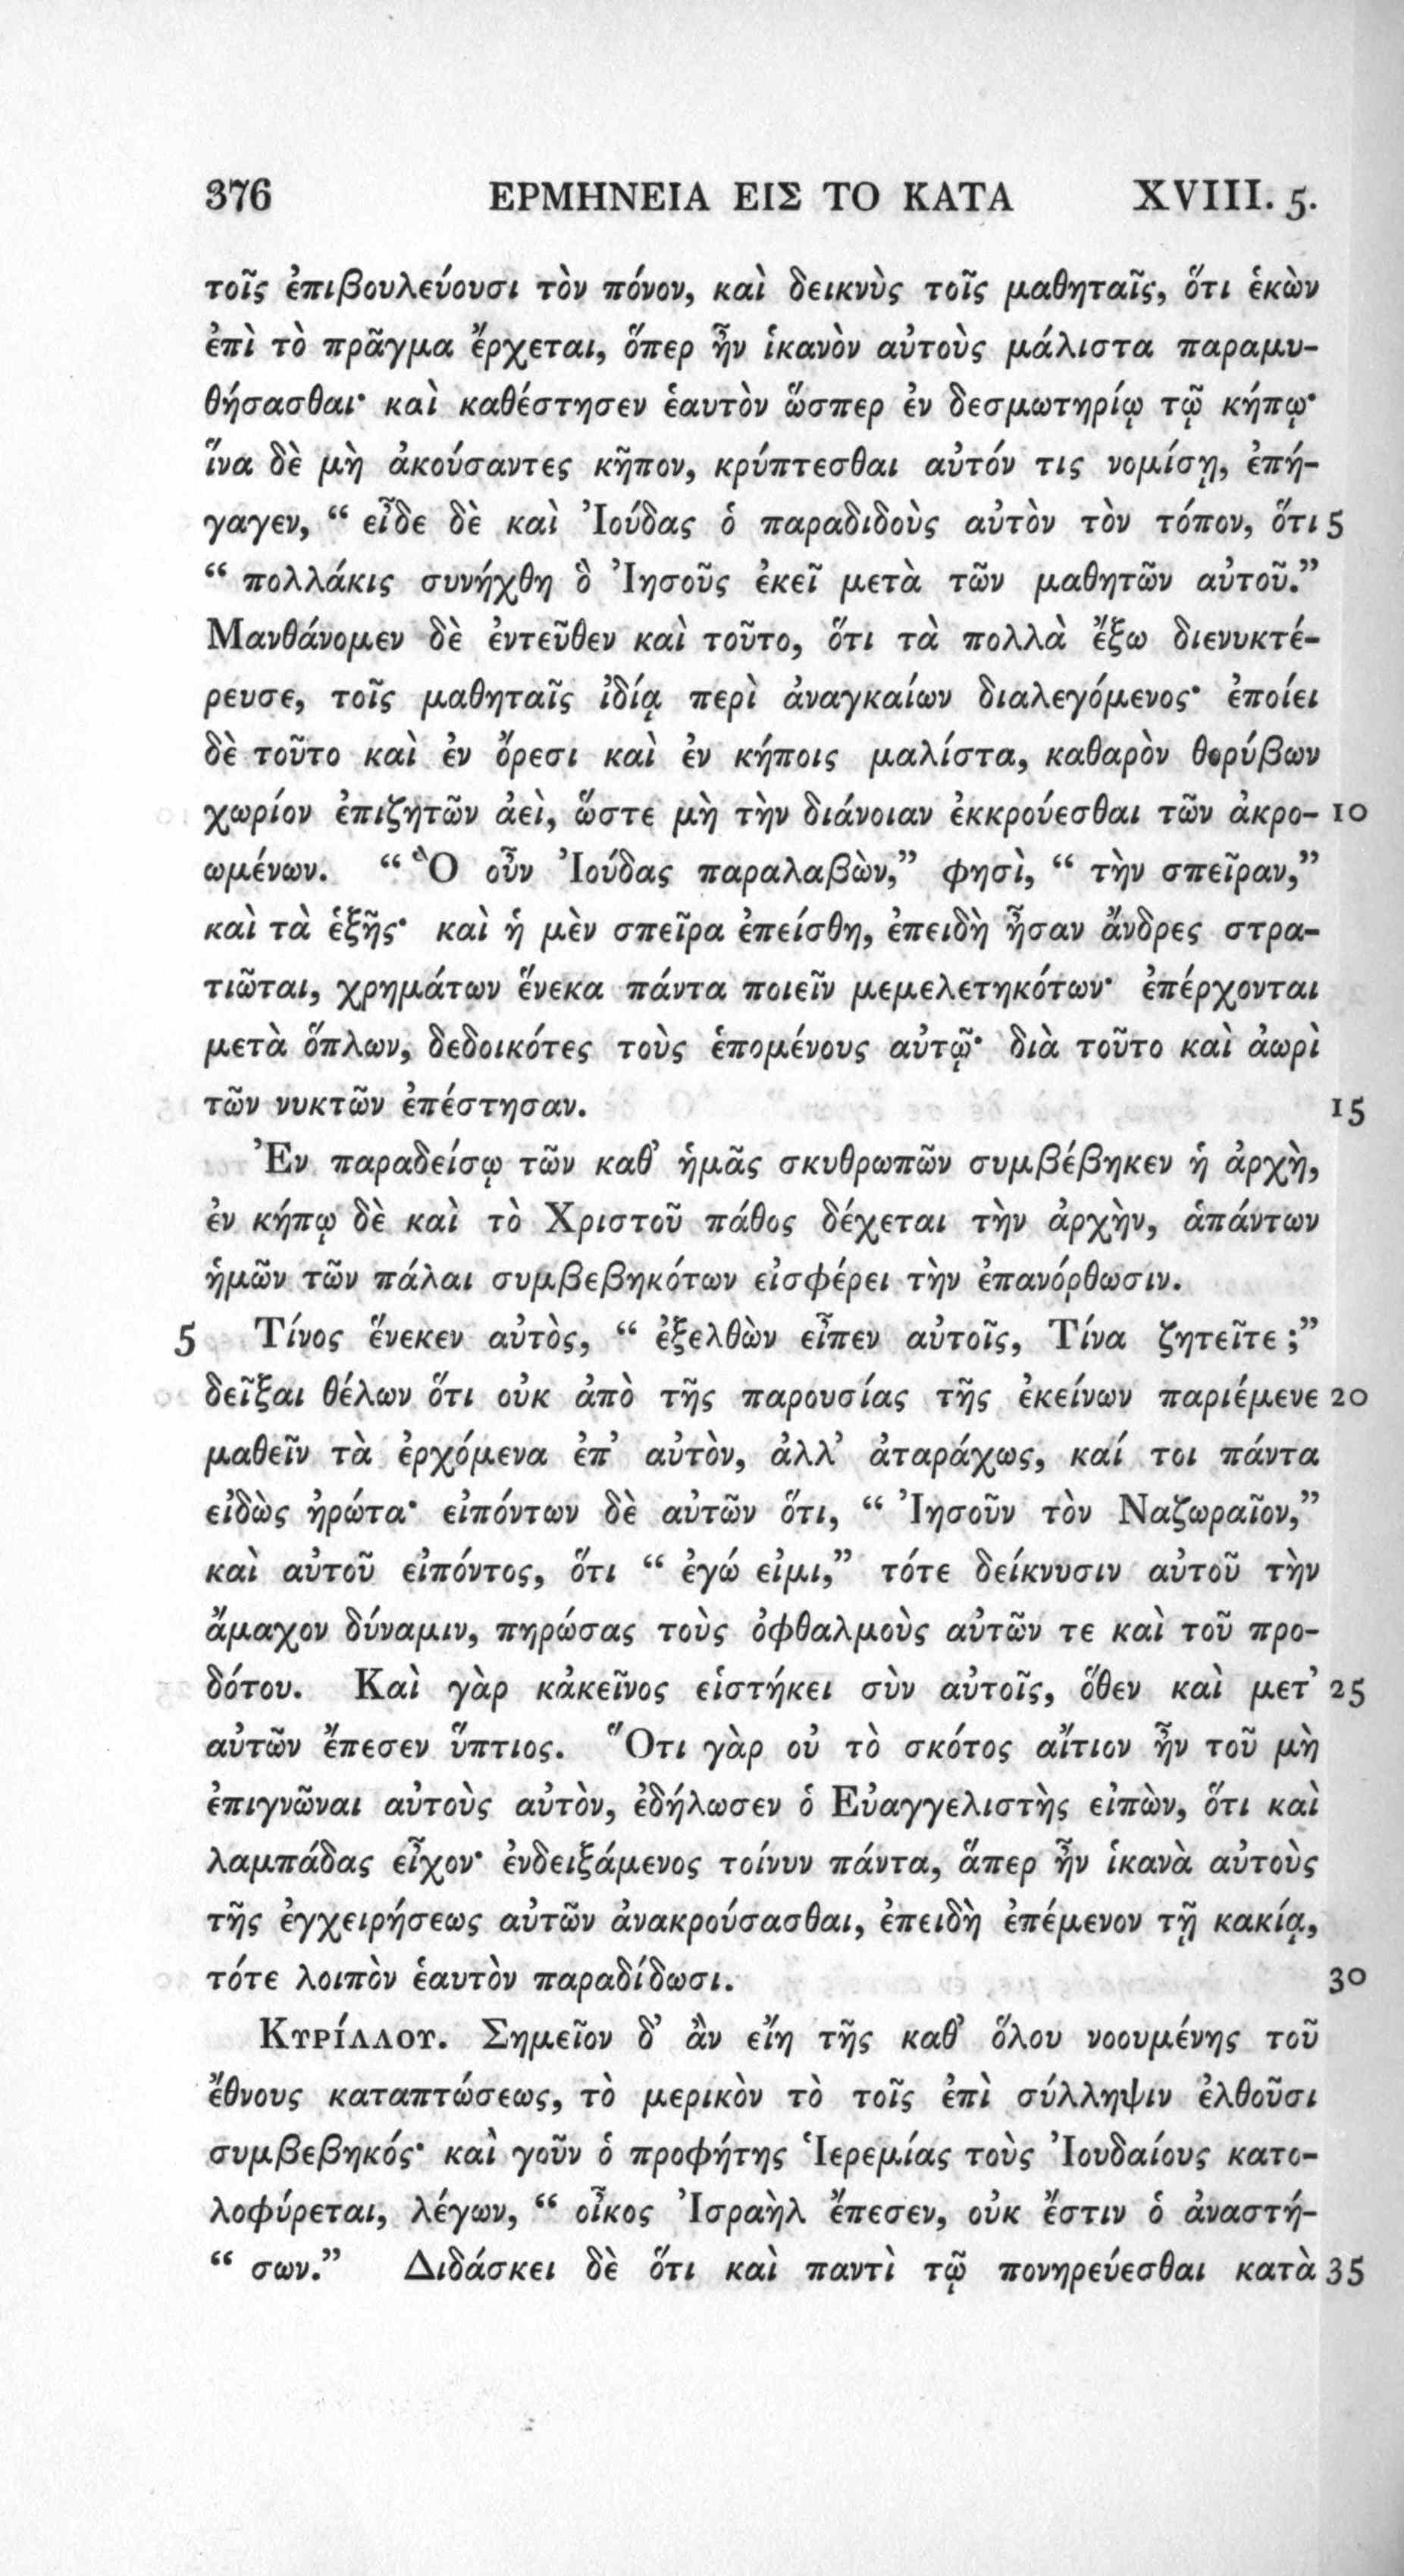 376 ΕΡΜΗΝΕΙΑ ΕΙΣ ΤΟ ΚΑΤΑ XVIII. 5.
τοῖς ἐπιβουλεύουσι τὸν πόνον, καὶ δεικνὺς τοῖς μαθηταῖς, ὅτι ἑκὼν
ἐπὶ τὸ πρᾶγμα ἔρχεται, ὅπερ ἦν ἱκανὸν αὐτοὺς μάλιστα παραμυ-
θήσασθαι· καὶ καθέστησεν ἑαυτὸν ὥσπερ ἐν δεσμωτηρίῳ τῷ κήπῳ·
ἵνα δὲ μὴ ἀκούσαντες κῆπον, κρύπτεσθαι αὐτόν τις νομίσῃ, ἐπή-
γαγεν, “ εἶδε δὲ καὶ Ἰούδας ὁ παραδιδοὺς αὐτὸν τὸν τόπον, ὅτι 5
“ πολλάκις συνήχθη ὃ Ἰησοῦς ἐκεῖ μετὰ τῶν μαθητῶν αὐτοῦ.”
Μανθάνομεν δὲ ἐντεῦθεν καὶ τοῦτο, ὅτι τὰ πολλὰ ἔξω διενυκτέ-
ρευσε, τοῖς μαθηταῖς ἰδίᾳ περὶ ἀναγκαίων διαλεγόμενος· ἐποίει
δὲ τοῦτο καὶ ἐν ὄρεσι καὶ ἐν κήποις μαλίστα, καθαρὸν θορύβων
χωρίον ἐπιζητῶν ἀεὶ, ὥστε μὴ τὴν διάνοιαν ἐκκρούεσθαι τῶν ἀκρο- 10
ωμένων. “ Ὃ οὖν Ἰούδας παραλαβὼν,” φησὶ, “ τὴν σπεῖραν,”
καὶ τὰ ἑξῆς· καὶ ἡ μὲν σπεῖρα ἐπείσθη, ἐπειδὴ ἦσαν ἄνδρες στρα-
τιῶται, χρημάτων ἕνεκα πάντα ποιεῖν μεμελετηκότων· ἐπέρχονται
μετὰ ὅπλων, δεδοικότες τοὺς ἑπομένους αὐτῷ· διὰ τοῦτο καὶ ἀωρὶ
τῶν νυκτῶν ἐπέστησαν. 15
Ἐν παραδείσῳ τῶν καθ’ ἡμᾶς σκυθρωπῶν συμβέβηκεν ἡ ἀρχὴ,
ἐν κήπῳ δὲ καὶ τὸ Χριστοῦ πάθος δέχεται τὴν ἀρχὴν, ἁπάντων
ἡμῶν τῶν πάλαι συμβεβηκότων εἰσφέρει τὴν ἐπανόρθωσιν.
5 Τίνος ἕνεκεν αὐτὸς, “ ἐξελθὼν εἶπεν αὐτοῖς, Τίνα ζητεῖτε ;”
δεῖξαι θέλων ὅτι οὐκ ἀπὸ τῆς παρουσίας τῆς ἐκείνων παριέμενε 20
μαθεῖν τὰ ἐρχόμενα ἐπ’ αὐτὸν, ἀλλ’ ἀταράχως, καί τοι πάντα
εἰδὼς ἠρώτα· εἰπόντων δὲ αὐτῶν ὅτι, “ Ἰησοῦν τὸν Ναζωραῖον,”
καὶ αὐτοῦ εἰπόντος, ὅτι “ ἐγώ εἰμι,” τότε δείκνυσιν αὐτοῦ τὴν
ἄμαχον δύναμιν, πηρώσας τοὺς ὀφθαλμοὺς αὐτῶν τε καὶ τοῦ προ-
δότου. Καὶ γὰρ κἀκεῖνος εἱστήκει σὺν αὐτοῖς, ὅθεν καὶ μετ’ 25
αὐτῶν ἔπεσεν ὕπτιος. Ὅτι γὰρ οὐ τὸ σκότος αἴτιον ἦν τοῦ μὴ
ἐπιγνῶναι αὐτοὺς αὐτὸν, ἐδήλωσεν ὁ Εὐαγγελιστὴς εἰπὼν, ὅτι καὶ
λαμπάδας εἶχον· ἐνδειξάμενος τοίνυν πάντα, ἅπερ ἦν ἱκανὰ αὐτοὺς
τῆς ἐγχειρήσεως αὐτῶν ἀνακρούσασθαι, ἐπειδὴ ἐπέμενον τῇ κακίᾳ,
τότε λοιπὸν ἑαυτὸν παραδίδωσι. 30
Κυρίλλου. Σημεῖον δ’ ἂν εἴη τῆς καθ’ ὅλου νοουμένης τοῦ
ἔθνους καταπτώσεως, τὸ μερικὸν τὸ τοῖς ἐπὶ σύλληψιν ἐλθοῦσι
συμβεβηκός· καὶ γοῦν ὁ προφήτης Ἱερεμίας τοὺς Ἰουδαίους κατο-
λοφύρεται, λέγων, “ οἶκος Ἰσραὴλ ἔπεσεν, οὐκ ἔστιν ὁ ἀναστή-
“ σων.” Διδάσκει δὲ ὅτι καὶ παντὶ τῷ πονηρεύεσθαι κατὰ 35